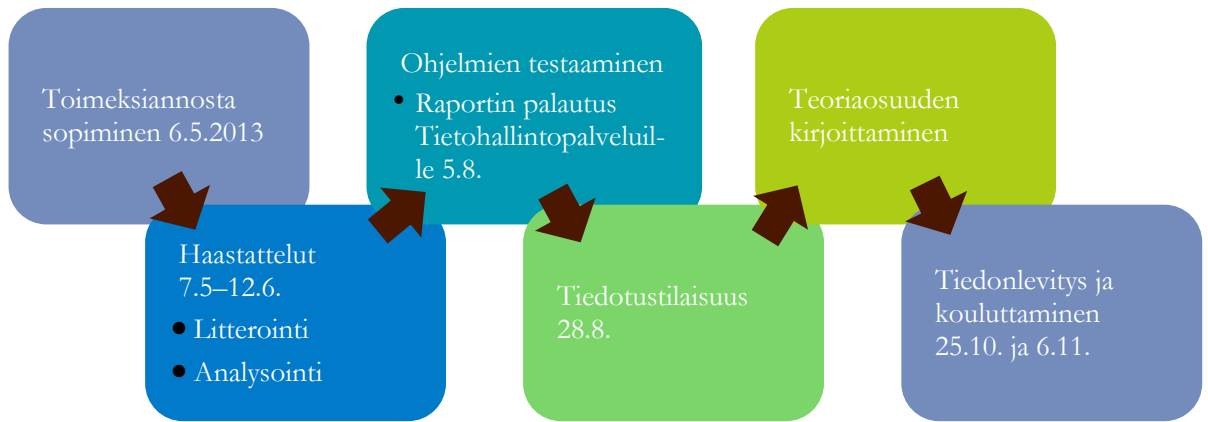 Toimeksiannosta
sopiminen 6.5.2013
Haastattelut
7.5–12.6.
• Litterointi
• Analysointi
Ohjelmien testaaminen
• Raportin palautus
Tietohallintopalveluil-
le 5.8.
Tiedotustilaisuus
28.8.
Teoriaosuuden
kirjoittaminen
Tiedonlevitys ja
kouluttaminen
25.10. ja 6.11.